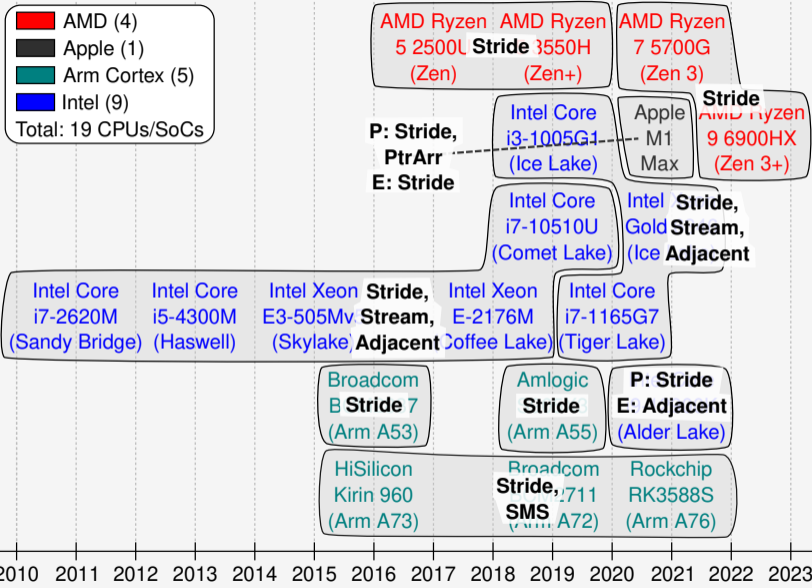 AMD (4)
Apple (1)
Arm Cortex (5)
Intel (9)
Total: 19 CPUs/SoCs
AMD Ryzen
5 2500U
(Zen)
AMD Ryzen
3550H
(Zen+)
Stride
AMD Ryzen
7 5700G
(Zen 3)
P: Stride,
PtrArr
E: Stride
Intel Core
i3-1005G1
(Ice Lake)
Apple
M1
Max
Stride
AMD Ryzen
9 6900HX
(Zen 3+)
Intel Core
i7-10510U
(Comet Lake)
Intel
Gold
(Ice
Stride,
Stream,
Adjacent
Intel Core
i7-2620M
(Sandy Bridge)
Intel Core
i5-4300M
(Haswell)
Intel Xeon
E3-505Mv
(Skylake)
Stride,
Stream,
Adjacent
Intel Xeon
E-2176M
Coffee Lake)
Intel Core
i7-1165G7
(Tiger Lake)
Broadcom
B 7
Stride
(Arm A53)
Amlogic
Stride
(Arm A55)
P: Stride
E: Adjacent
(Alder Lake)
HiSilicon
Kirin 960
(Arm A73)
Broadcom
2711
(Arm A72)
Stride,
SMS
Rockchip
RK3588S
(Arm A76)
2010 2011 2012 2013 2014 2015 2016 2017 2018 2019 2020 2021 2022 2023